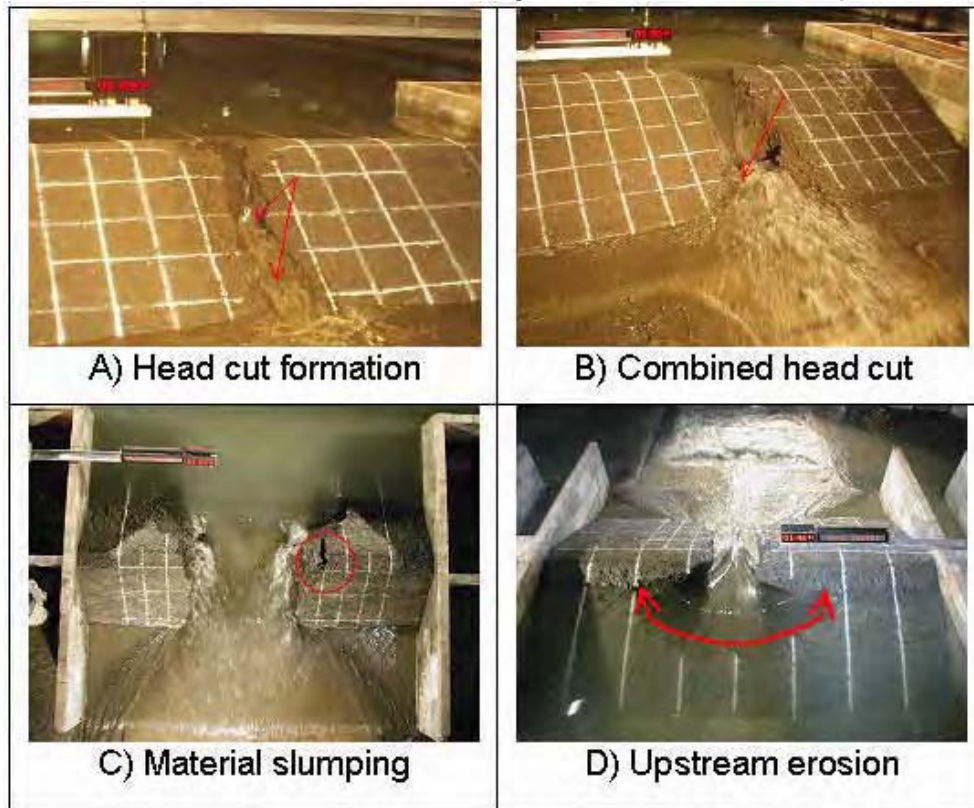 A) Head cut formation
B) Combined head cut
C) Material slumping
D) Upstream erosion